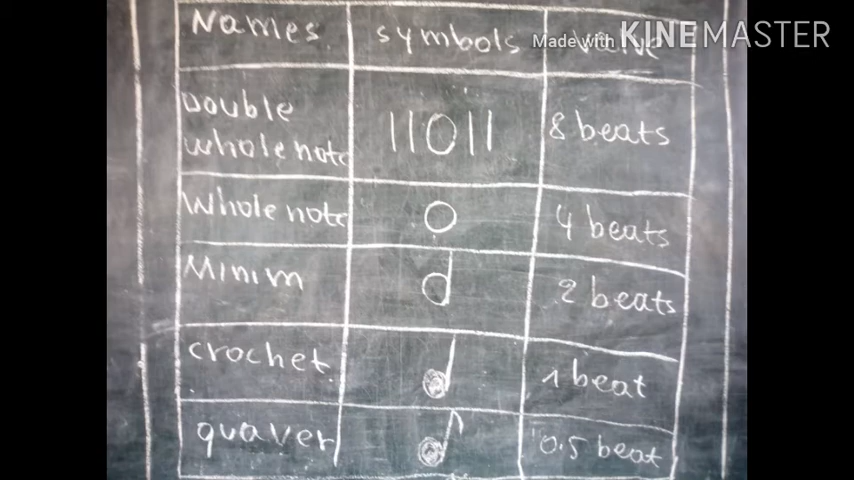 Names symbols
Made with KINEMASTER
Double
whole note 11011 8 beats
Whole note O 4 beats
Minim 2 beats
crochet 1 beat
quaver 0.5 beat